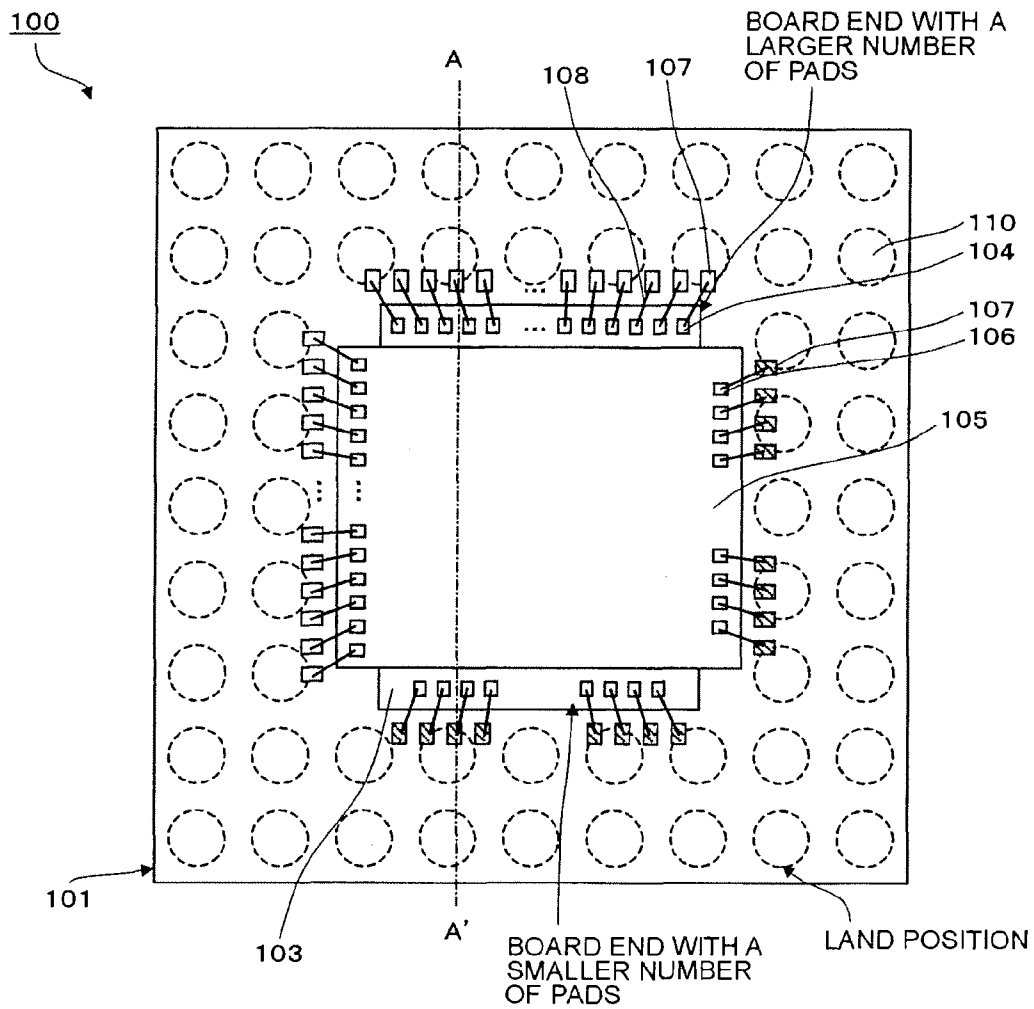 100
BOARD END WITH A
LARGER NUMBER
OF PADS
A
108
107
110
104
107
106
105
...
...
...
...
101
103
A'
BOARD END WITH A
SMALLER NUMBER
OF PADS
LAND POSITION